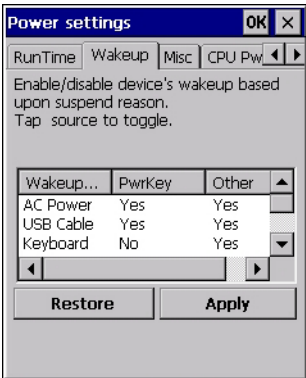 Power settings OK ×
RunTime Wakeup Misc CPU Pw
Enable/disable device's wakeup based
upon suspend reason.
Tap source to toggle.
Wakeup... PwrKey Other
AC Power Yes Yes
USB Cable Yes Yes
Keyboard No Yes
Restore Apply